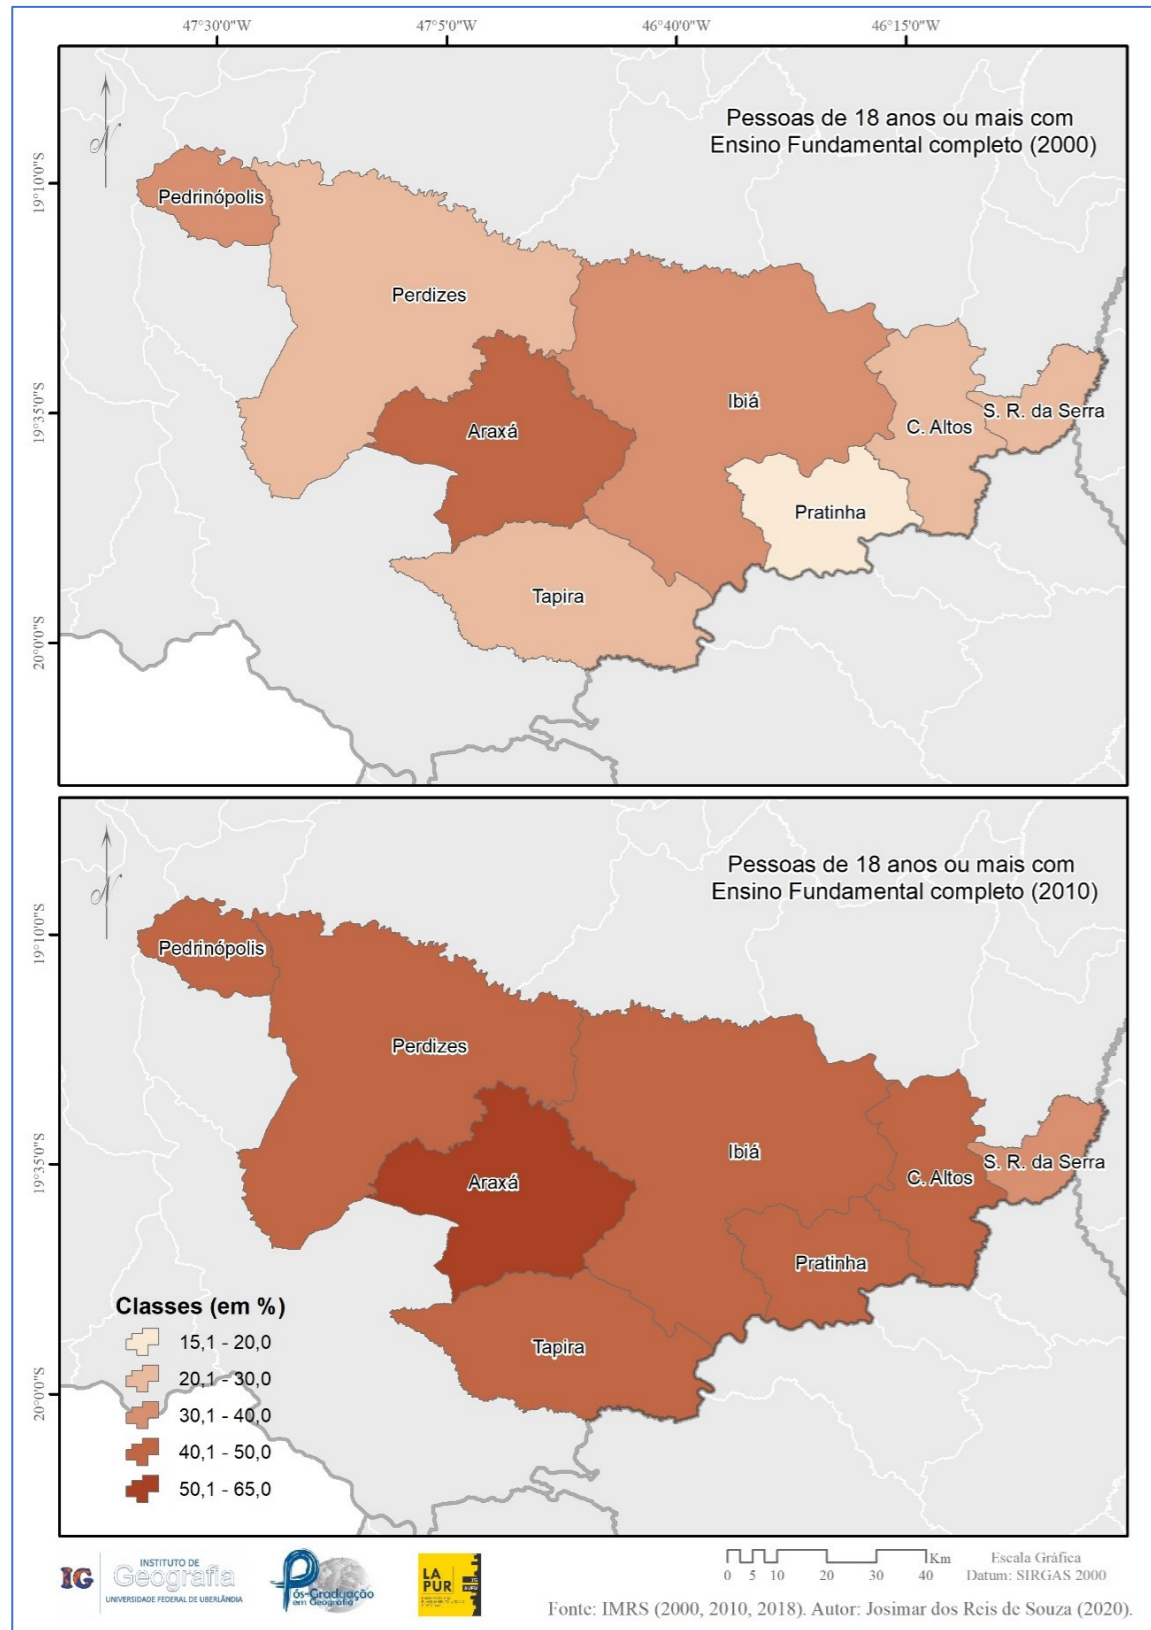 47°30'0"W
47°5'0"W
46°40'0"W
46°15'0"W
N
Pessoas de 18 anos ou mais com
Ensino Fundamental completo (2000)
19°10'0"S
Pedrinópolis
Perdizes
Ibiá
19°35'0"S
S. R. da Serra
C. Altos
Araxá
Pratinha
Tapira
20°0'0"S
N
Pessoas de 18 anos ou mais com
Ensino Fundamental completo (2010)
19°10'0"S
Pedrinópolis
Perdizes
Ibiá
19°35'0"S
S. R. da Serra
C. Altos
Araxá
Pratinha
Classes (em %)
15,1 - 20,0
20,1 - 30,0
30,1 - 40,0
40,1 - 50,0
50,1 - 65,0
Tapira
20°0'0"S
IG
INSTITUTO DE
Geografia
UNIVERSIDADE FEDERAL DE UBERLÂNDIA
Pós-Graduação
em Geografia
LA
PUR
0 5 10 20 30 40 Km
Escala Gráfica
Datum: SIRGAS 2000
Fonte: IMRS (2000, 2010, 2018). Autor: Josimar dos Reis de Souza (2020).